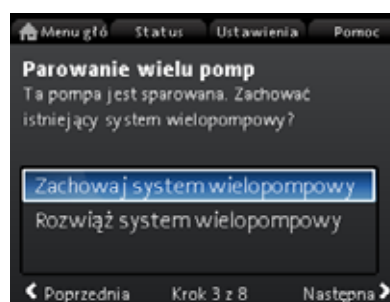 Menu głó Status Ustawienia Pomoc
Parowanie wielu pomp
Ta pompa jest sparowana. Zachować
istniejący system wielopompowy?
Zachowaj system wielopompowy
Rozwiąż system wielopompowy
Poprzednia Krok 3 z 8 Następna